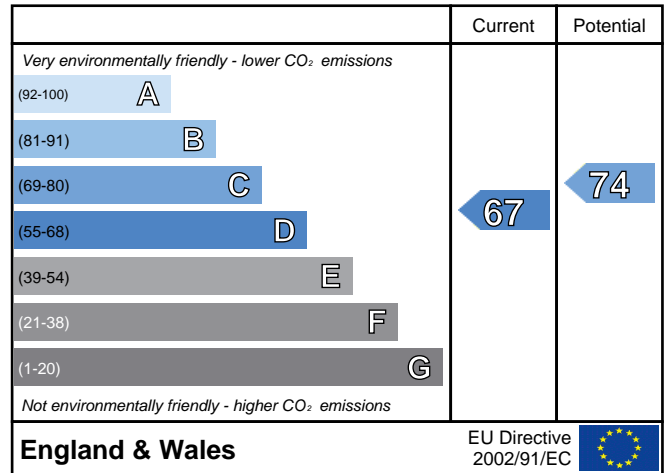 Current Potential
Very environmentally friendly - lower CO₂ emissions
(92-100) A
(81-91) B
(69-80) C
74
(55-68) D
67
(39-54) E
(21-38) F
(1-20) G
Not environmentally friendly - higher CO₂ emissions
England & Wales
EU Directive
2002/91/EC